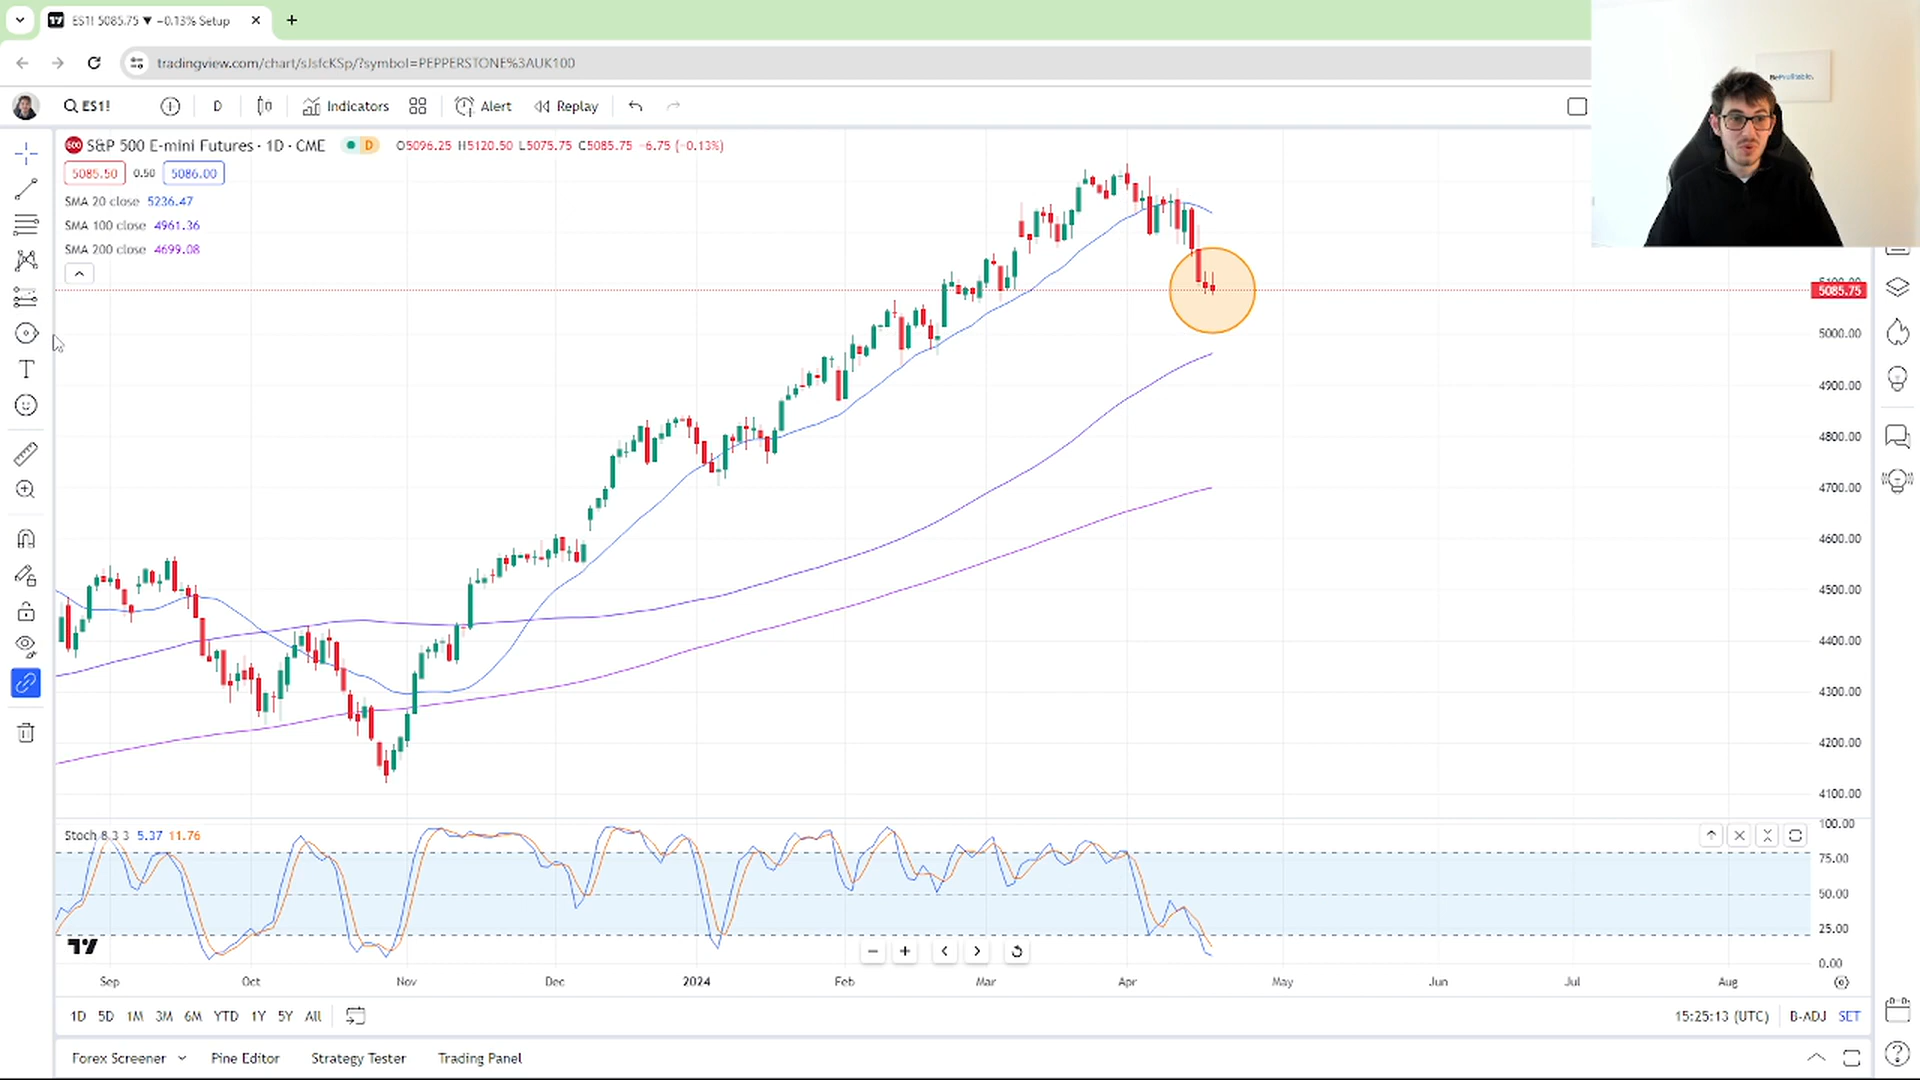 ES1! 5085.75 ▼ −0.13% Setup
tradingview.com/chart/sJsfcKSp/?symbol=PEPPERSTONE%3AUK100
ES1!
D
Indicators
Alert
Replay
BeProfitable.
500 S&P 500 E-mini Futures · 1D · CME
D
O5096.25 H5120.50 L5075.75 C5085.75 −6.75 (−0.13%)
5085.50 0.50 5086.00
SMA 20 close 5236.47
SMA 100 close 4961.36
SMA 200 close 4699.08
5100.00
5085.75
5000.00
4900.00
4800.00
4700.00
4600.00
4500.00
4400.00
4300.00
4200.00
4100.00
Stoch 8 3 3 5.37 11.76
100.00
75.00
50.00
25.00
0.00
Sep Oct Nov Dec 2024 Feb Mar Apr May Jun Jul Aug
1D 5D 1M 3M 6M YTD 1Y 5Y All
15:25:13 (UTC) B-ADJ SET
Forex Screener Pine Editor Strategy Tester Trading Panel